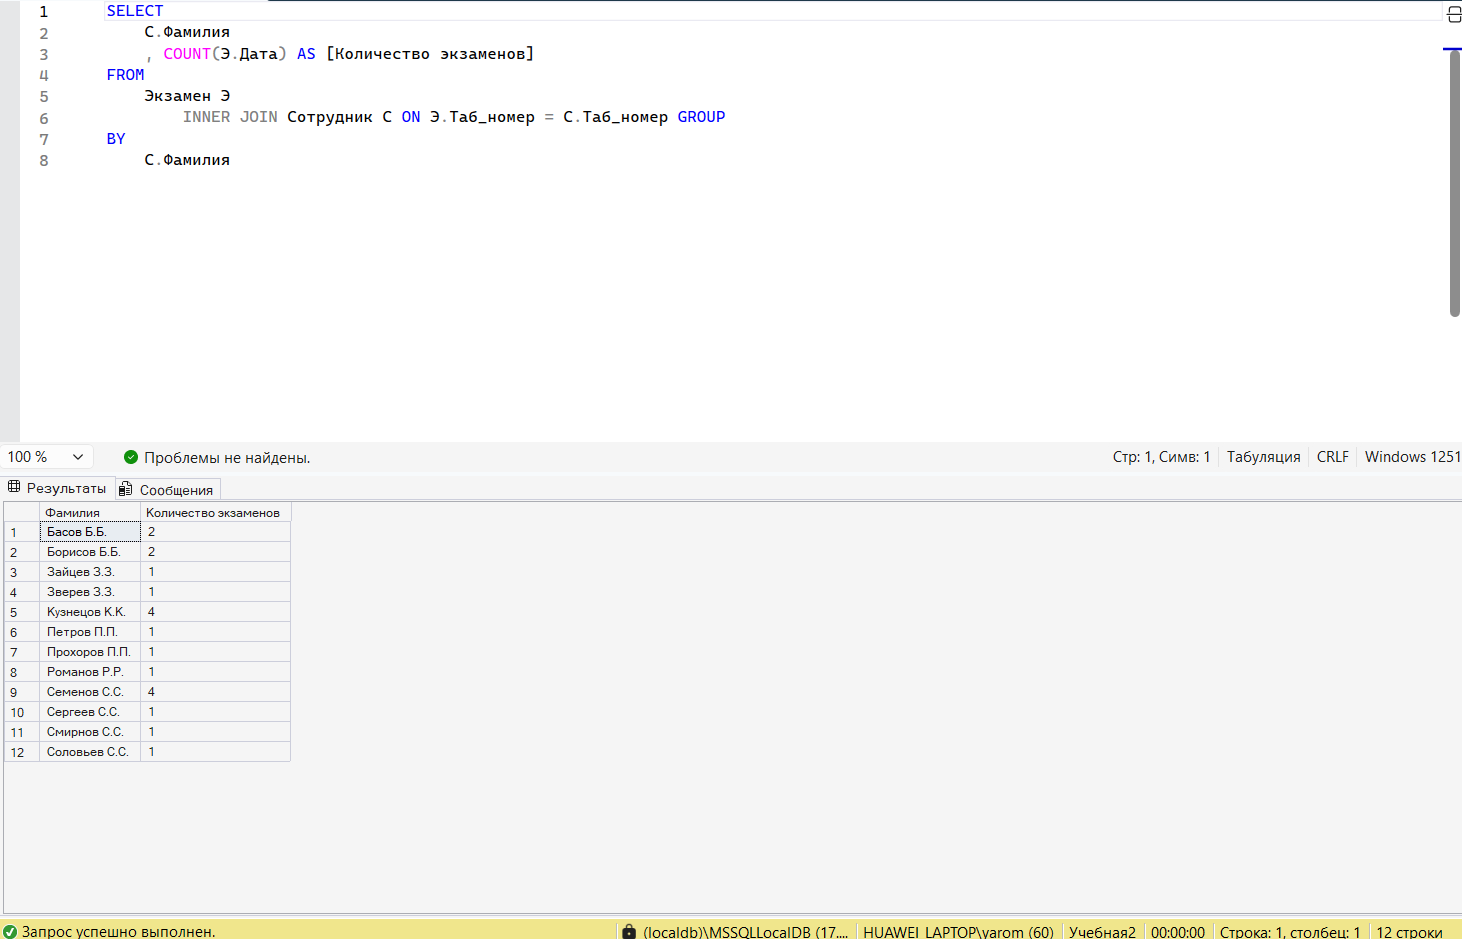 1 SELECT
2 С.Фамилия
3 , COUNT(Э.Дата) AS [Количество экзаменов]
4 FROM
5 Экзамен Э
6 INNER JOIN Сотрудник С ON Э.Таб_номер = С.Таб_номер GROUP
7 BY
8 С.Фамилия
100 % Проблемы не найдены. Стр: 1, Симв: 1 Табуляция CRLF Windows 1251
Результаты Сообщения
Фамилия Количество экзаменов
1 Басов Б.Б. 2
2 Борисов Б.Б. 2
3 Зайцев З.З. 1
4 Зверев З.З. 1
5 Кузнецов К.К. 4
6 Петров П.П. 1
7 Прохоров П.П. 1
8 Романов Р.Р. 1
9 Семенов С.С. 4
10 Сергеев С.С. 1
11 Смирнов С.С. 1
12 Соловьев С.С. 1
Запрос успешно выполнен. (localdb)\MSSQLLocalDB (17.... HUAWEI_LAPTOP\yarom (60) Учебная2 00:00:00 Строка: 1, столбец: 1 12 строки